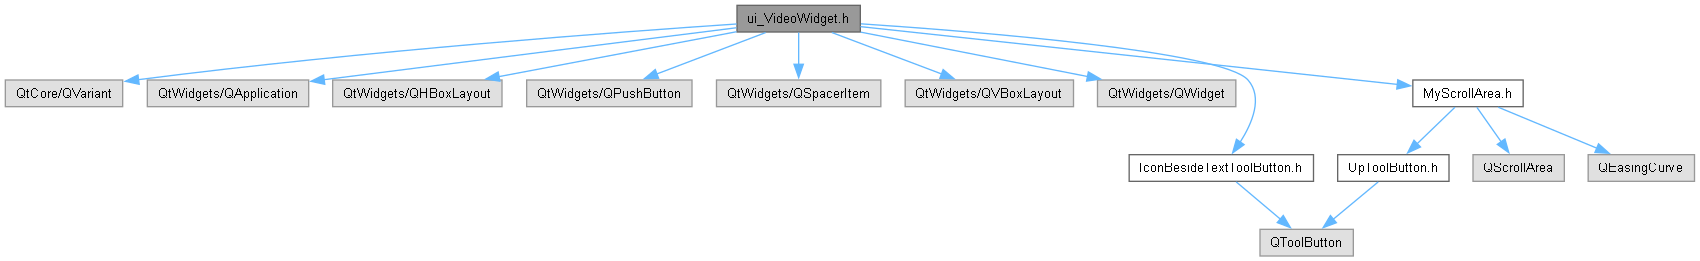 ui_VideoWidget.h
QtCore/QVariant
QtWidgets/QApplication
QtWidgets/QHBoxLayout
QtWidgets/QPushButton
QtWidgets/QSpacerItem
QtWidgets/QVBoxLayout
QtWidgets/QWidget
MyScrollArea.h
IconBesideTextToolButton.h
UpToolButton.h
QScrollArea
QEasingCurve
QToolButton